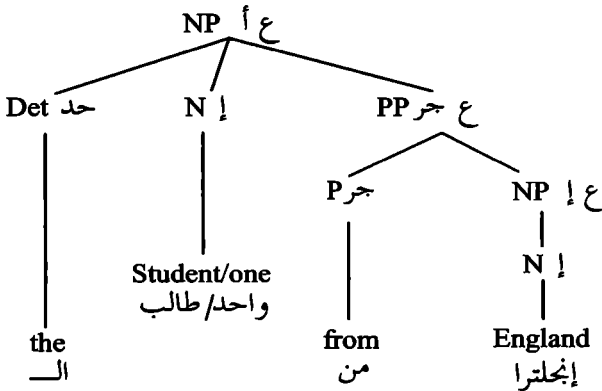 NP ع أ
Det حد
N إ
PP ع جر
P جر
NP ع إ
N إ
Student/one
واحد/طالب
the
الـ
from
من
England
إنجلترا